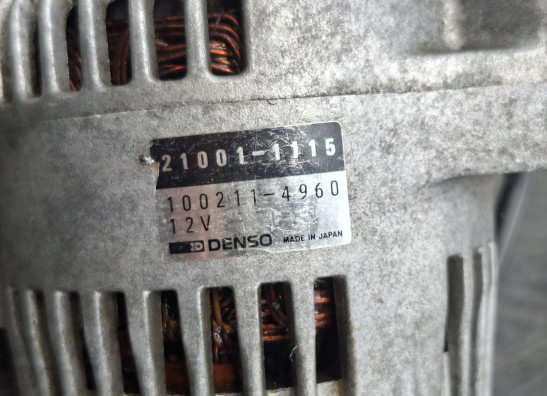 21001-1115
100211-4960
12V
DENSO MADE IN JAPAN